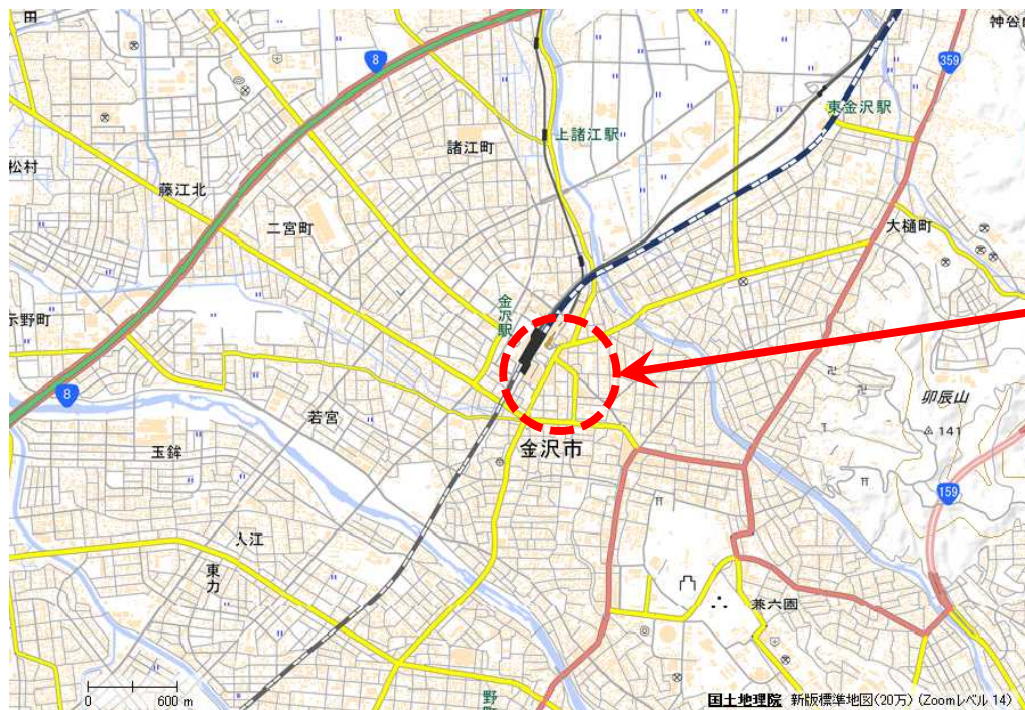 田
8
神谷
359
東金沢駅
上諸江駅
諸江町
松村
藤江北
二宮町
大樋町
金沢駅
示野町
8
卯辰山
141
若宮
金沢市
玉鉾
159
入江
東力
兼六園
0 600 m
野
国土地理院 新版標準地図(20万) (Zoomレベル 14)